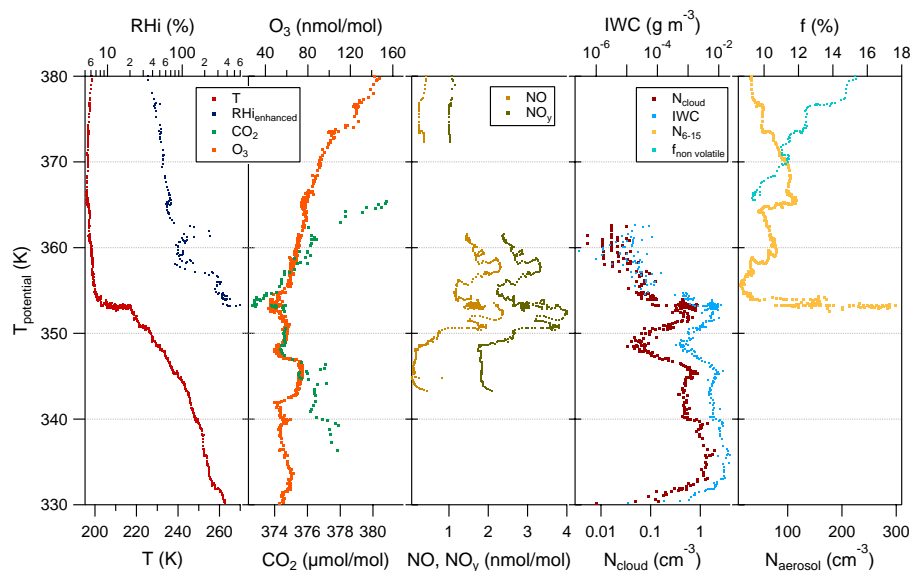 RHi (%)
O3 (nmol/mol)
IWC (g m-3)
f (%)
6 10 2 4 6 100 2 4 6
40 80 120 160
10-6 10-4 10-2
10 12 14 16 18
380
370
360
350
340
330
Tpotential (K)
T
RHienhanced
CO2
O3
NO
NOy
Ncloud
IWC
N6-15
fnon volatile
200 220 240 260
374 376 378 380
1 2 3 4
0.01 0.1 1
100 200 300
T (K)
CO2 (μmol/mol)
NO, NOy (nmol/mol)
Ncloud (cm-3)
Naerosol (cm-3)